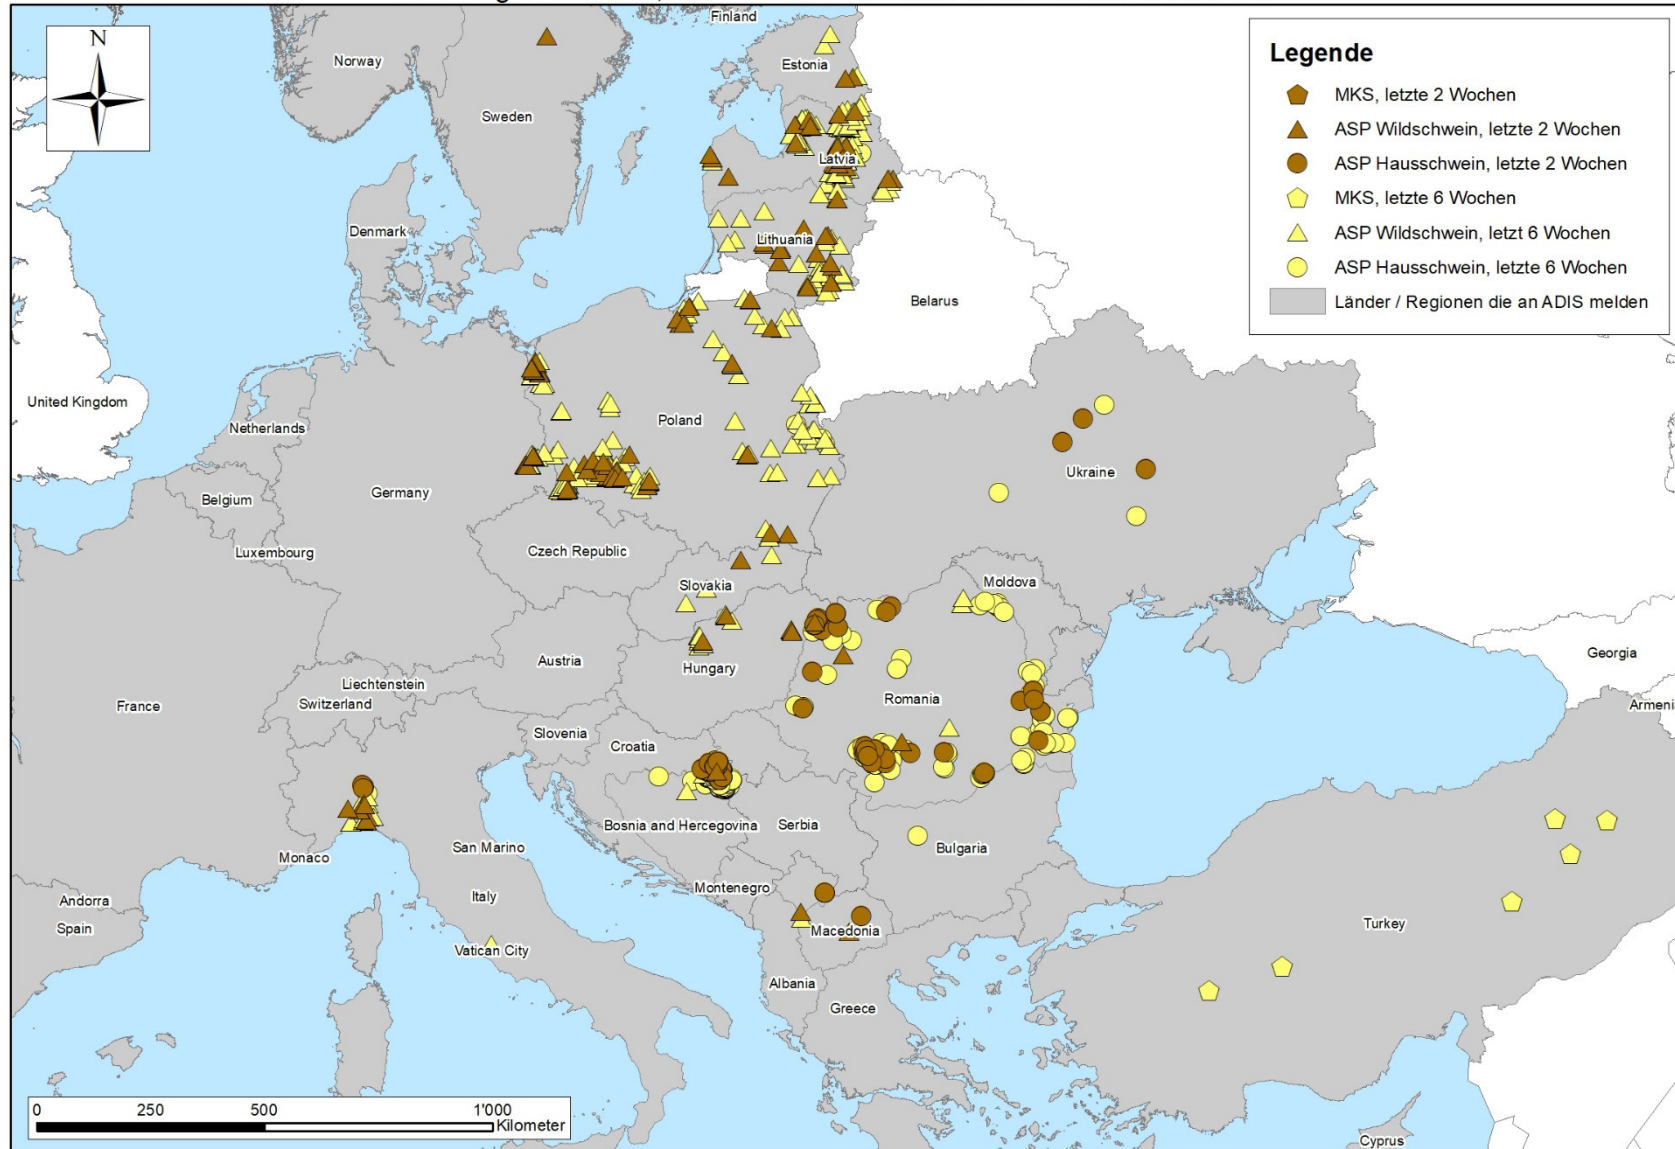 Finland
N
Norway
Estonia
Sweden
Latvia
Denmark
Lithuania
Belarus
United Kingdom
Netherlands
Poland
Ukraine
Belgium
Germany
Luxembourg
Czech Republic
Slovakia
Moldova
Austria
Hungary
Georgia
Liechtenstein
Switzerland
France
Romania
Armenia
Slovenia
Croatia
Bosnia and Hercegovina
Serbia
San Marino
Bulgaria
Monaco
Montenegro
Italy
Andorra
Spain
Macedonia
Turkey
Vatican City
Albania
Greece
Cyprus
Legende
MKS, letzte 2 Wochen
ASP Wildschwein, letzte 2 Wochen
ASP Hausschwein, letzte 2 Wochen
MKS, letzte 6 Wochen
ASP Wildschwein, letzt 6 Wochen
ASP Hausschwein, letzte 6 Wochen
Länder / Regionen die an ADIS melden
0 250 500 1000
Kilometer